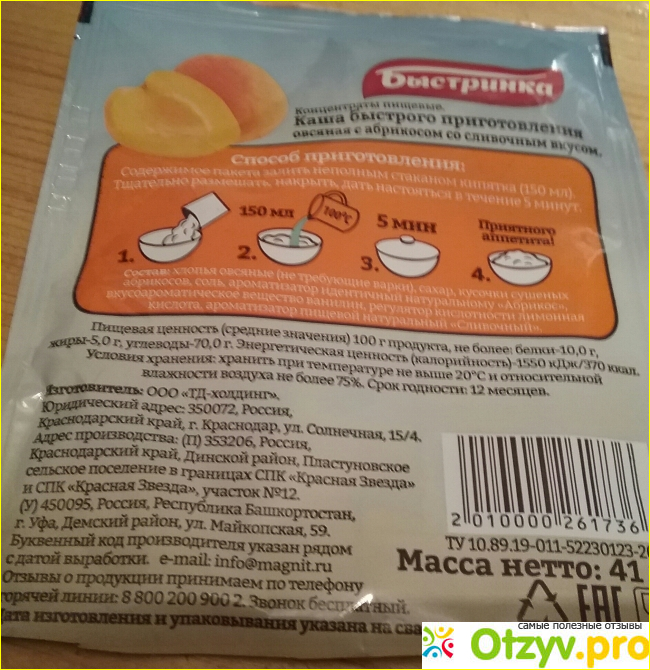 Быстринка
Концентраты пищевые.
Каша быстрого приготовления
овсяная с абрикосом со сливочным вкусом.
Способ приготовления:
Содержимое пакета залить неполным стаканом кипятка (150 мл).
Тщательно размешать, накрыть, дать настояться в течение 5 минут.
150 мл
100°C
5 мин
Приятного
аппетита!
1.
2.
3.
4.
Состав: хлопья овсяные (не требующие варки), сахар, кусочки сушеных
абрикосов, соль, ароматизатор идентичный натуральному «Абрикос»,
вкусоароматическое вещество ванилин, регулятор кислотности лимонная
кислота, ароматизатор пищевой натуральный «Сливочный».
Пищевая ценность (средние значения) 100 г продукта, не более: белки-10,0 г,
жиры-5,0 г, углеводы-70,0 г. Энергетическая ценность (калорийность)-1550 кДж/370 ккал.
Условия хранения: хранить при температуре не выше 20°C и относительной
влажности воздуха не более 75%. Срок годности: 12 месяцев.
Изготовитель: ООО «ТД-холдинг».
Юридический адрес: 350072, Россия,
Краснодарский край, г. Краснодар, ул. Солнечная, 15/4.
Адрес производства: (П) 353206, Россия,
Краснодарский край, Динской район, Пластуновское
сельское поселение в границах СПК «Красная Звезда»
и СПК «Красная Звезда», участок №12.
(У) 450095, Россия, Республика Башкортостан,
г. Уфа, Демский район, ул. Майкопская, 59.
Буквенный код производителя указан рядом
с датой выработки. e-mail: info@magnit.ru
Отзывы о продукции принимаем по телефону
горячей линии: 8 800 200 900 2. Звонок бесплатный.
Дата изготовления и упаковывания указана на
2 010000 261736
ТУ 10.89.19-011-52230123-20
Масса нетто: 41
EAC
самые полезные отзывы
Otzyv.pro